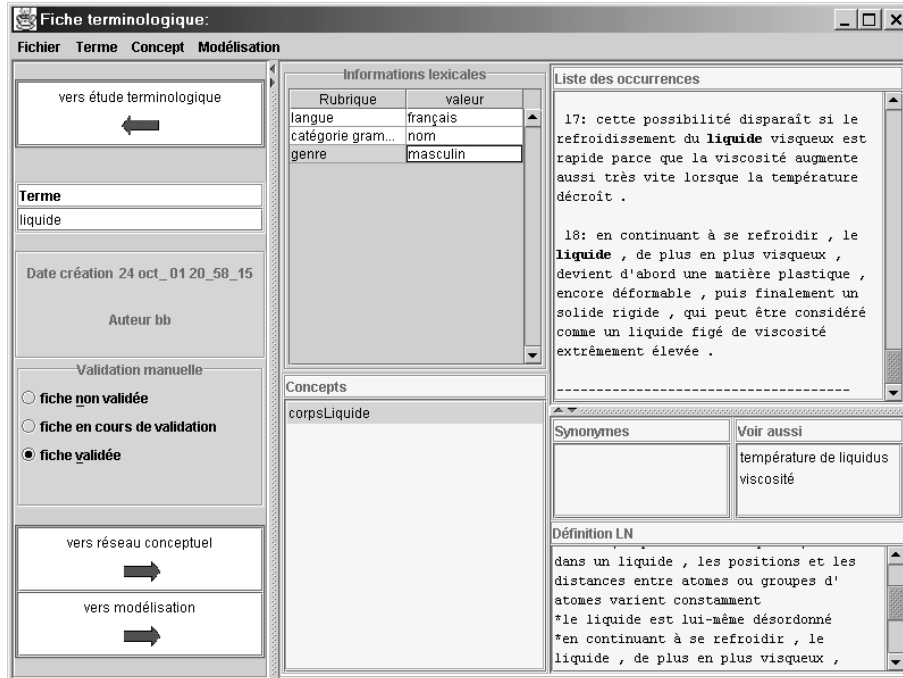 Fiche terminologique:
Fichier Terme Concept Modélisation
vers étude terminologique
Terme
liquide
Date création 24 oct_ 01 20_58_15
Auteur bb
Validation manuelle
fiche non validée
fiche en cours de validation
fiche validée
vers réseau conceptuel
vers modélisation
Informations lexicales
Rubrique valeur
langue français
catégorie gram... nom
genre masculin
Concepts
corpsLiquide
Liste des occurrences
17: cette possibilité disparaît si le
refroidissement du liquide visqueux est
rapide parce que la viscosité augmente
aussi très vite lorsque la température
décroît .
18: en continuant à se refroidir , le
liquide , de plus en plus visqueux ,
devient d'abord une matière plastique ,
encore déformable , puis finalement un
solide rigide , qui peut être considéré
comme un liquide figé de viscosité
extrêmement élevée .
------------------------------------
Synonymes
Voir aussi
température de liquidus
viscosité
Définition LN
dans un liquide , les positions et les
distances entre atomes ou groupes d'
atomes varient constamment
*le liquide est lui-même désordonné
*en continuant à se refroidir , le
liquide , de plus en plus visqueux ,